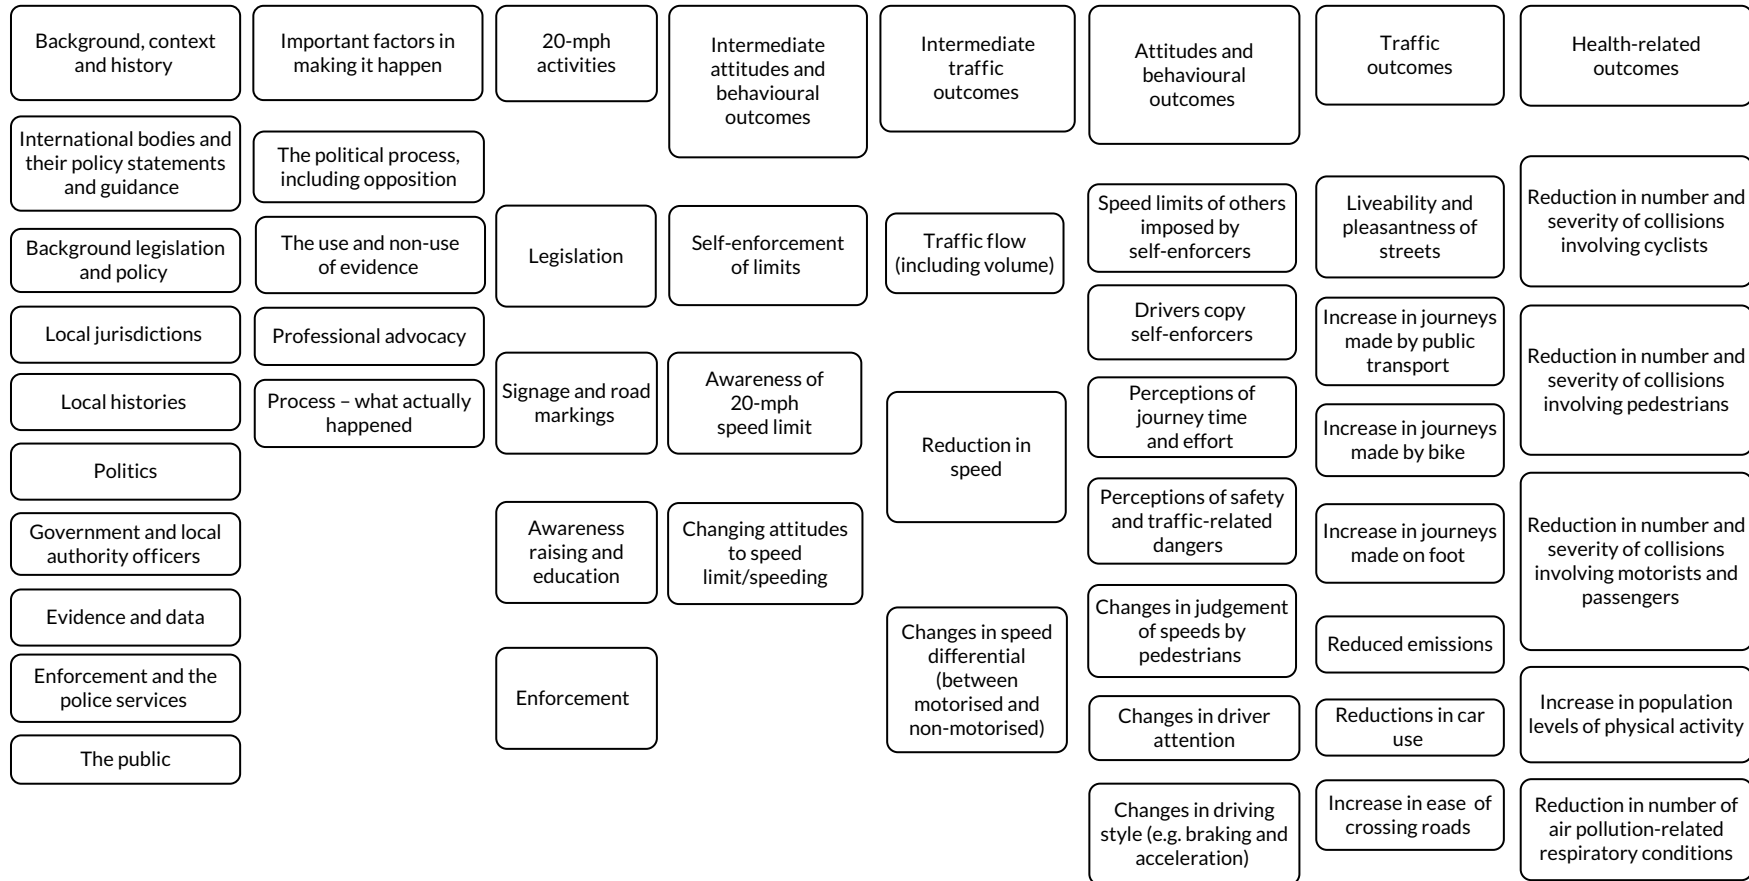 Background, context
and history
International bodies and
their policy statements
and guidance
Background legislation
and policy
Local jurisdictions
Local histories
Politics
Government and local
authority officers
Evidence and data
Enforcement and the
police services
The public
Important factors in
making it happen
The political process,
including opposition
The use and non-use
of evidence
Professional advocacy
Process – what actually
happened
20-mph
activities
Legislation
Signage and road
markings
Awareness
raising and
education
Enforcement
Intermediate
attitudes and
behavioural
outcomes
Self-enforcement
of limits
Awareness of
20-mph
speed limit
Changing attitudes
to speed
limit/speeding
Intermediate
traffic
outcomes
Traffic flow
(including volume)
Reduction in
speed
Changes in speed
differential
(between
motorised and
non-motorised)
Attitudes and
behavioural
outcomes
Speed limits of others
imposed by
self-enforcers
Drivers copy
self-enforcers
Perceptions of
journey time
and effort
Perceptions of safety
and traffic-related
dangers
Changes in judgement
of speeds by
pedestrians
Changes in driver
attention
Changes in driving
style (e.g. braking and
acceleration)
Traffic
outcomes
Liveability and
pleasantness of
streets
Increase in journeys
made by public
transport
Increase in journeys
made by bike
Increase in journeys
made on foot
Reduced emissions
Reductions in car
use
Increase in ease of
crossing roads
Health-related
outcomes
Reduction in number and
severity of collisions
involving cyclists
Reduction in number and
severity of collisions
involving pedestrians
Reduction in number and
severity of collisions
involving motorists and
passengers
Increase in population
levels of physical activity
Reduction in number of
air pollution-related
respiratory conditions